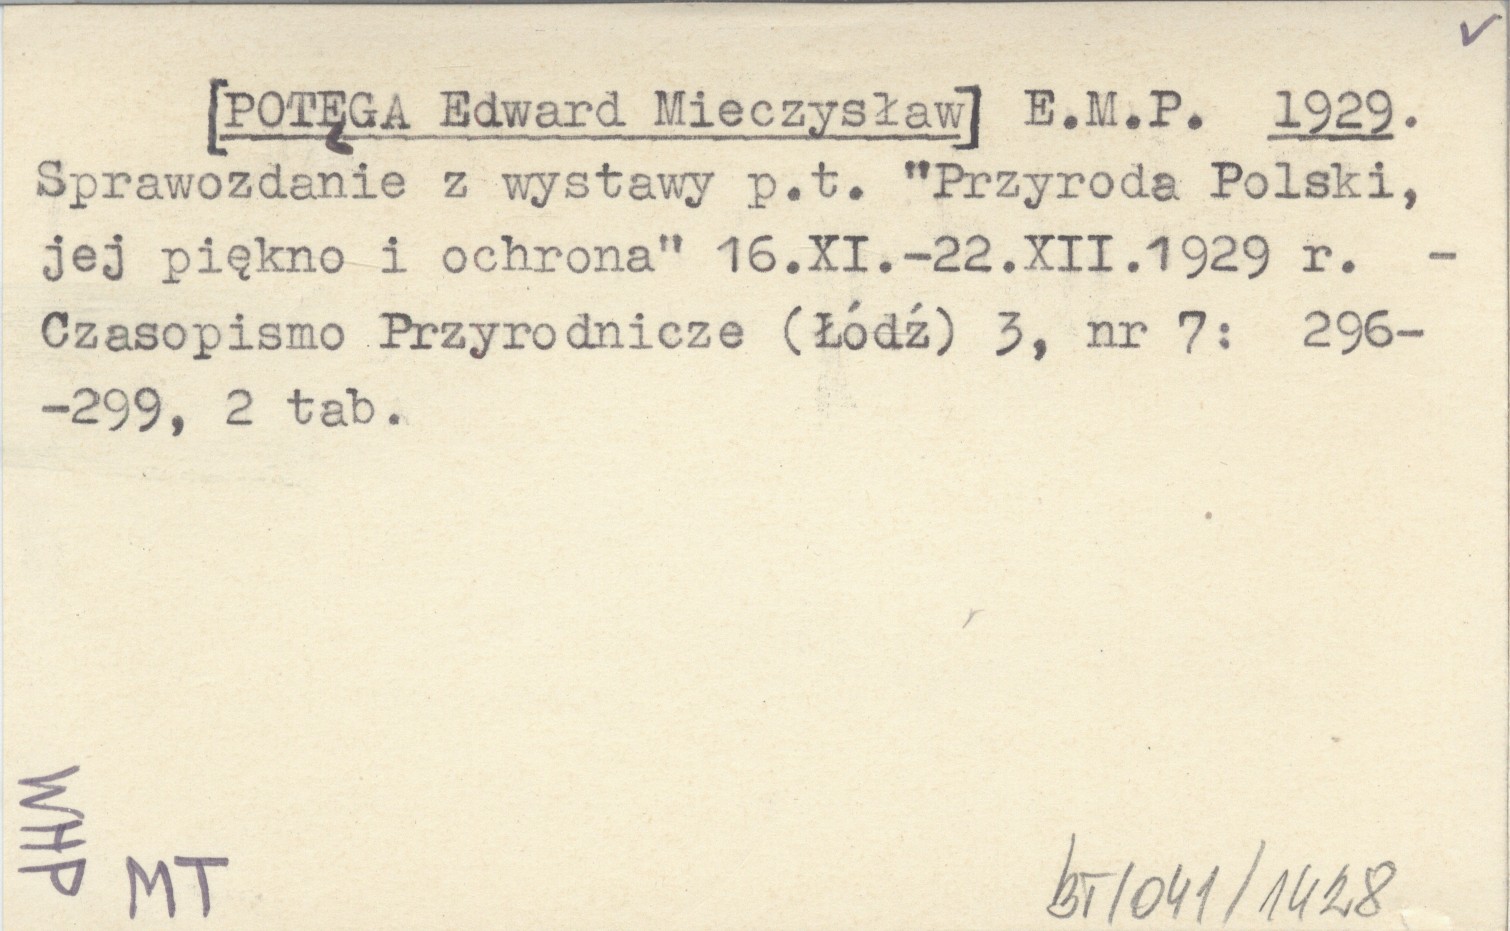 [POTĘGA Edward Mieczysław] E.M.P. 1929.
Sprawozdanie z wystawy p.t. "Przyroda Polski,
jej piękno i ochrona" 16.XI.-22.XII.1929 r. -
Czasopismo Przyrodnicze (Łódź) 3, nr 7: 296-
-299, 2 tab.
WHP
MT
BT/041/1428